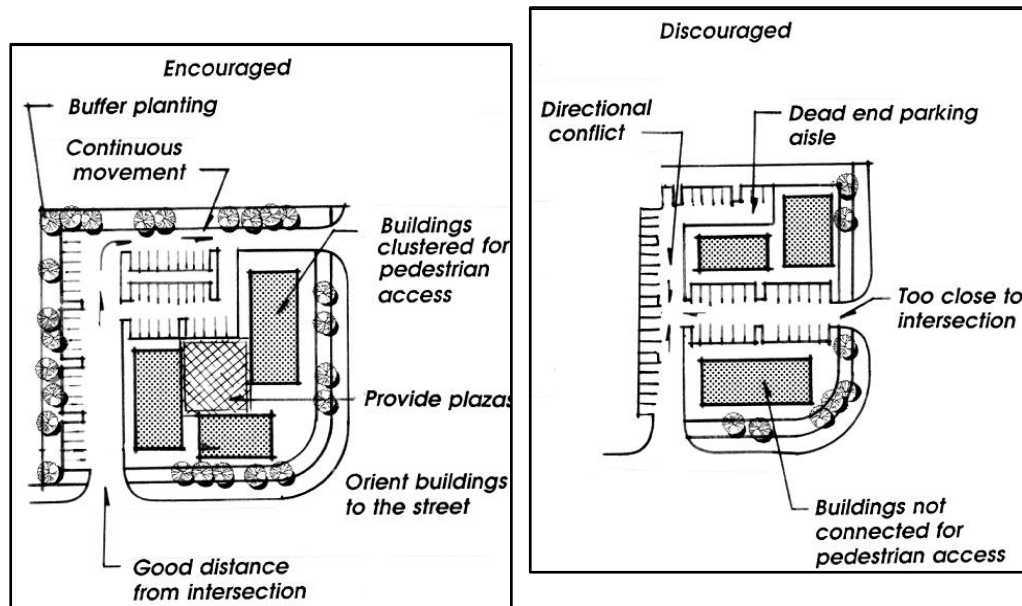 Encouraged
Buffer planting
Continuous
movement
Buildings
clustered for
pedestrian
access
Provide plazas
Orient buildings
to the street
Good distance
from intersection
Discouraged
Directional
conflict
Dead end parking
aisle
Too close to
intersection
Buildings not
connected for
pedestrian access